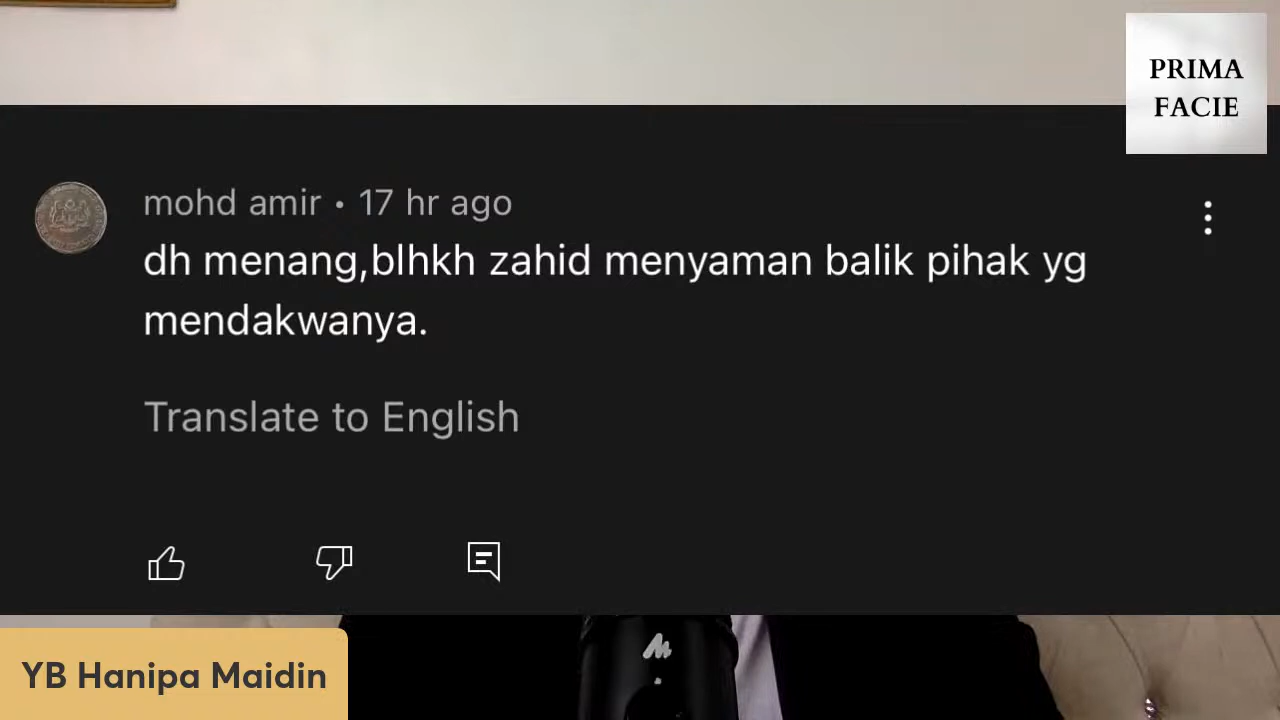 PRIMA
FACIE
mohd amir • 17 hr ago
dh menang,blhkh zahid menyaman balik pihak yg
mendakwanya.
Translate to English
YB Hanipa Maidin